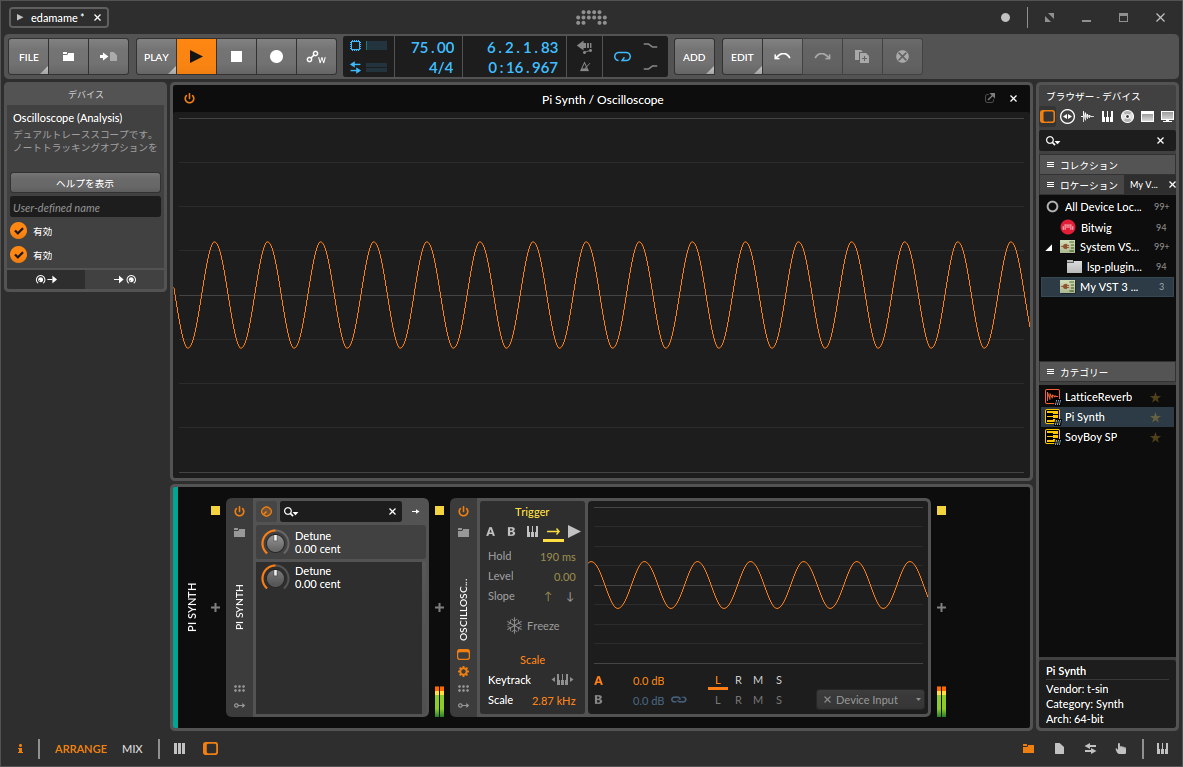 edamame *
FILE
PLAY
W
75.00
4/4
6.2.1.83
0:16.967
ADD
EDIT
デバイス
Oscilloscope (Analysis)
デュアルトレーススコープです。
ノートトラッキングオプションを
ヘルプを表示
User-defined name
有効
有効
Pi Synth / Oscilloscope
ブラウザー - デバイス
コレクション
ロケーション
My V...
All Device Loc...
99+
Bitwig
94
System VS...
99+
lsp-plugin...
94
My VST 3 ...
3
カテゴリー
LatticeReverb
Pi Synth
SoyBoy SP
Pi Synth
Vendor: t-sin
Category: Synth
Arch: 64-bit
PI SYNTH
PI SYNTH
Detune
0.00 cent
Detune
0.00 cent
OSCILLOSC...
Trigger
A B
Hold 190 ms
Level 0.00
Slope ↑ ↓
Freeze
Scale
Keytrack
Scale 2.87 kHz
A 0.0 dB L R M S
B 0.0 dB L R M S
Device Input
i
ARRANGE MIX